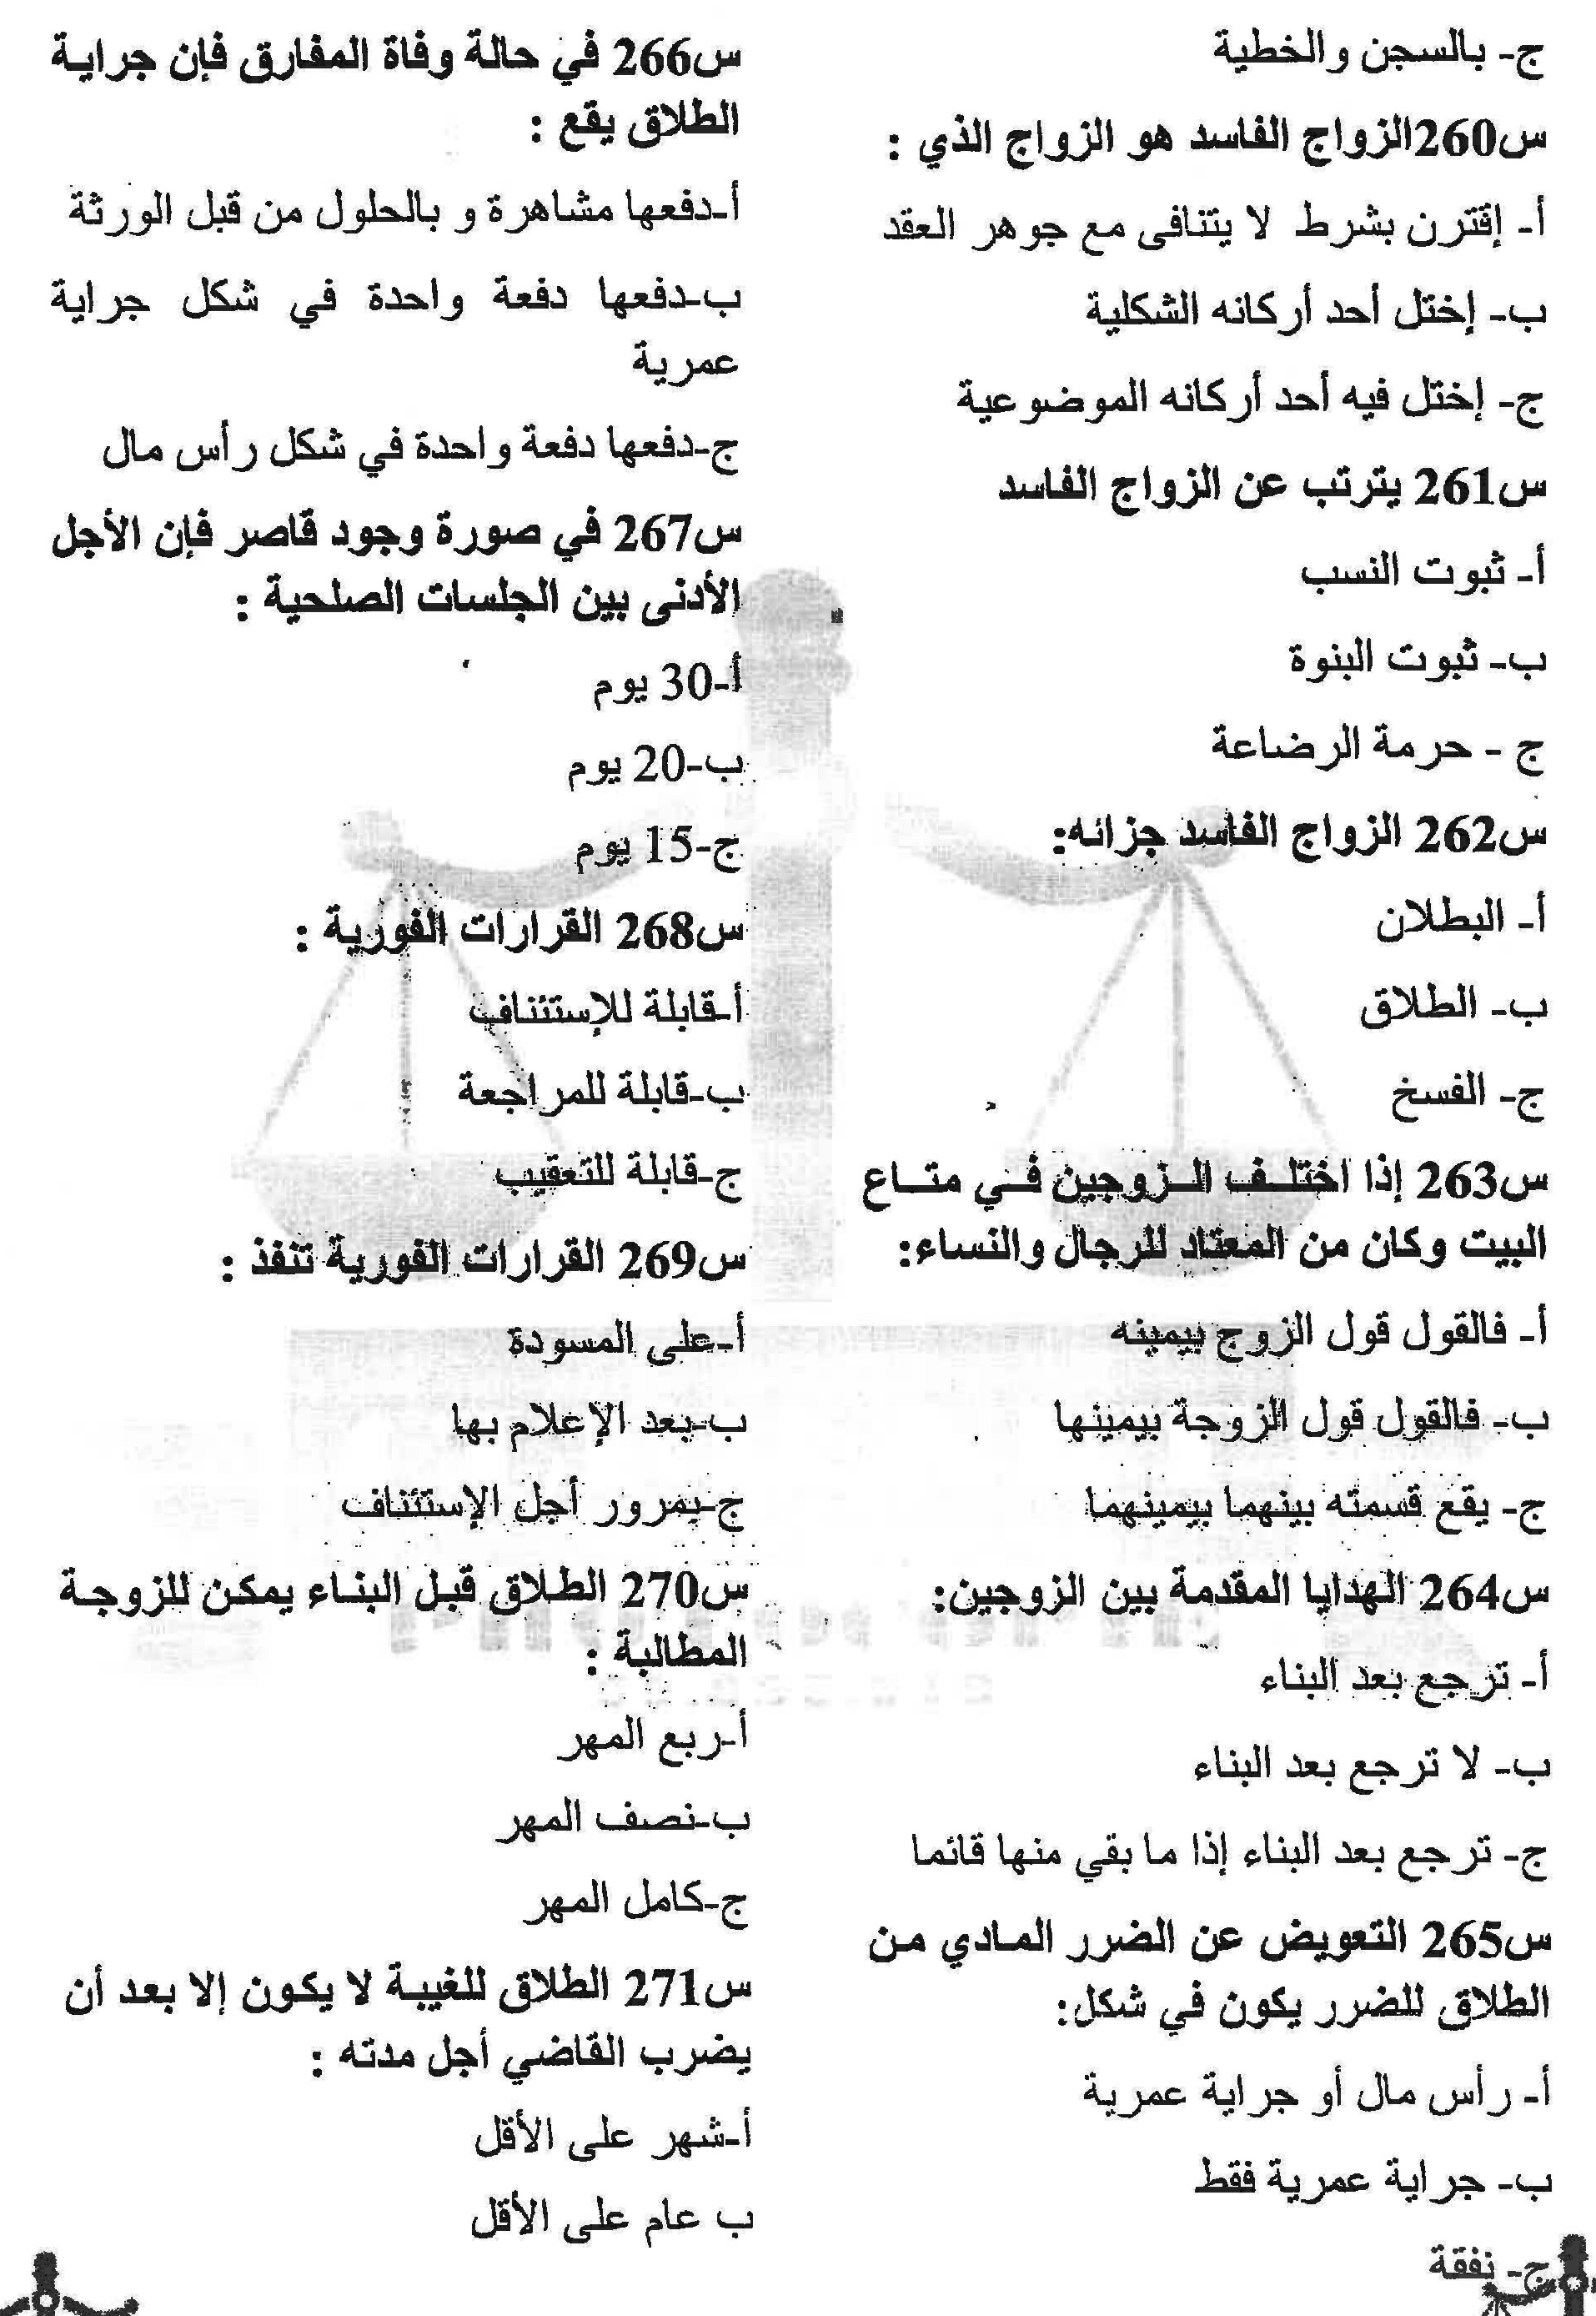 ج- بالسجن والخطية
س260الزواج الفاسد هو الزواج الذي :
أ- إقترن بشرط لا يتنافى مع جوهر العقد
ب- إختل أحد أركانه الشكلية
ج- إختل فيه أحد أركانه الموضوعية
س261 يترتب عن الزواج الفاسد
أ- ثبوت النسب
ب- ثبوت البنوة
ج - حرمة الرضاعة
س262 الزواج الفاسد جزائه:
أ- البطلان
ب- الطلاق
ج- الفسخ
س263 إذا اختلف الزوجين في متاع
البيت وكان من المعتاد للرجال والنساء:
أ- فالقول قول الزوج بيمينه
ب- فالقول قول الزوجة بيمينها
ج- يقع قسمته بينهما بيمينهما
س264 الهدايا المقدمة بين الزوجين:
أ- ترجع بعد البناء
ب- لا ترجع بعد البناء
ج- ترجع بعد البناء إذا ما بقي منها قائما
س265 التعويض عن الضرر المادي من
الطلاق للضرر يكون في شكل:
أ- رأس مال أو جراية عمرية
ب- جراية عمرية فقط
ج- نفقة
س266 في حالة وفاة المفارق فإن جراية
الطلاق يقع :
أ-دفعها مشاهرة و بالحلول من قبل الورثة
ب-دفعها دفعة واحدة في شكل جراية
عمرية
ج-دفعها دفعة واحدة في شكل رأس مال
س267 في صورة وجود قاصر فإن الأجل
الأدنى بين الجلسات الصلحية :
أ-30 يوم
ب-20 يوم
ج-15 يوم
س268 القرارات الفورية :
أ-قابلة للإستئناف
ب-قابلة للمراجعة
ج-قابلة للتعقيب
س269 القرارات الفورية تنفذ :
أ-على المسودة
ب-بعد الإعلام بها
ج-بمرور أجل الإستئناف
س270 الطلاق قبل البناء يمكن للزوجة
المطالبة :
أ-ربع المهر
ب-نصف المهر
ج-كامل المهر
س271 الطلاق للغيبة لا يكون إلا بعد أن
يضرب القاضي أجل مدته :
أ-شهر على الأقل
ب عام على الأقل